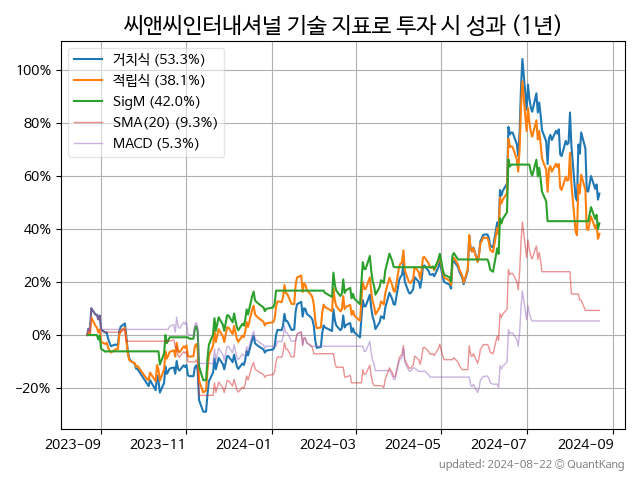 씨앤씨인터내셔널 기술 지표로 투자 시 성과 (1년)
거치식 (53.3%)
적립식 (38.1%)
SigM (42.0%)
SMA(20) (9.3%)
MACD (5.3%)
100%
80%
60%
40%
20%
0%
−20%
2023-09 2023-11 2024-01 2024-03 2024-05 2024-07 2024-09
updated: 2024-08-22 © QuantKang